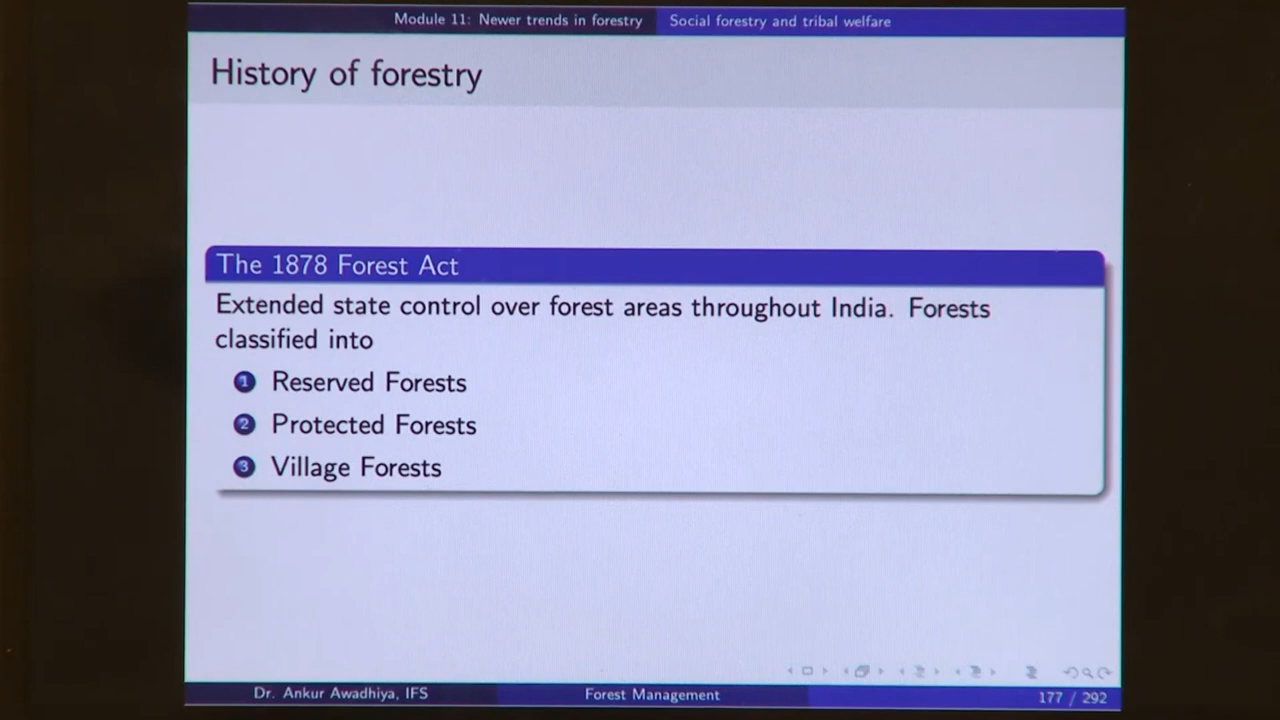 Module 11: Newer trends in forestry Social forestry and tribal welfare
History of forestry
The 1878 Forest Act
Extended state control over forest areas throughout India. Forests
classified into
1 Reserved Forests
2 Protected Forests
3 Village Forests
Dr. Ankur Awadhiya, IFS Forest Management 177 / 292